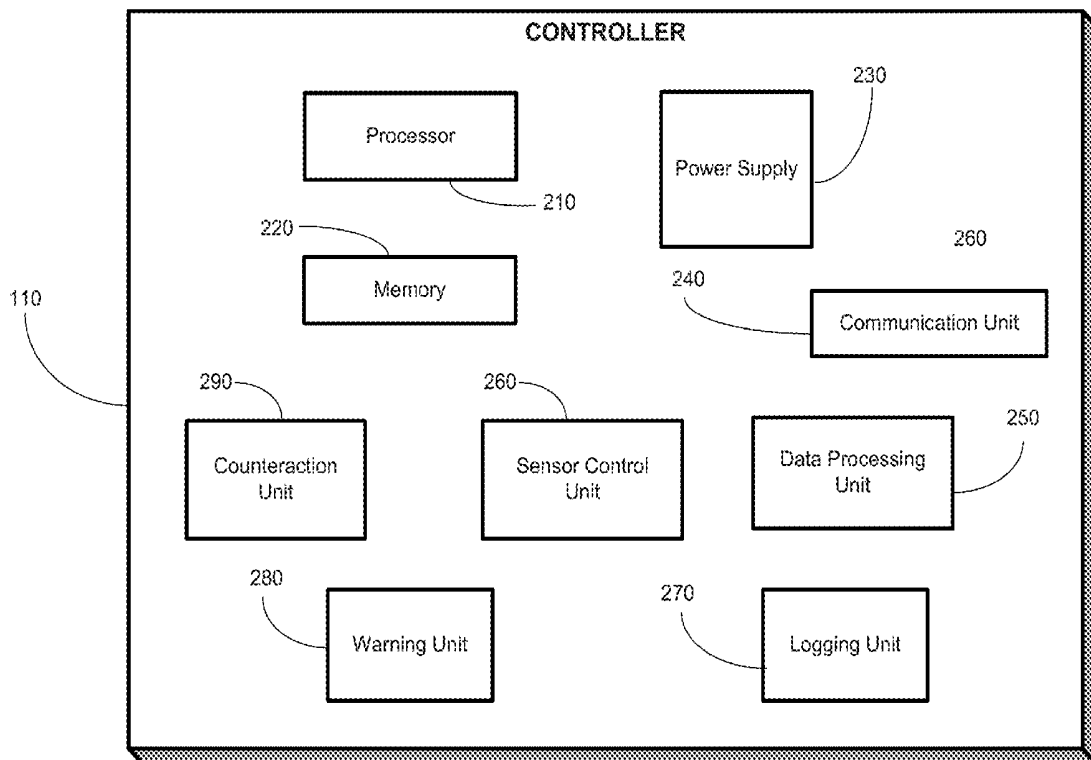 CONTROLLER
230
Processor
Power Supply
210
220
260
240
110
Memory
Communication Unit
290
260
250
Counteraction
Unit
Sensor Control
Unit
Data Processing
Unit
280
270
Warning Unit
Logging Unit